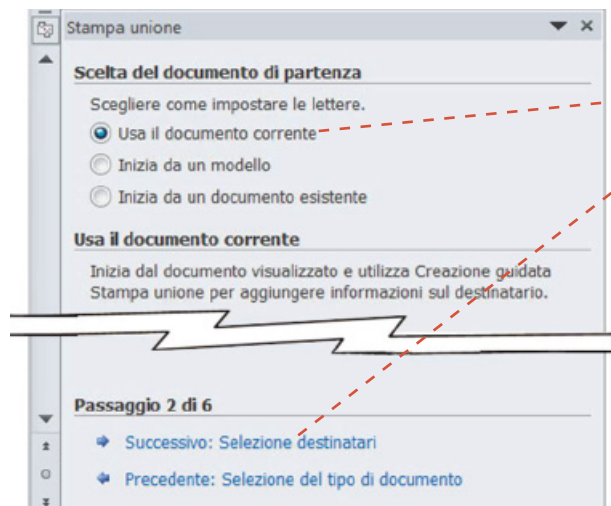 Stampa unione
Scelta del documento di partenza
Scegliere come impostare le lettere.
Usa il documento corrente
Inizia da un modello
Inizia da un documento esistente
Usa il documento corrente
Inizia dal documento visualizzato e utilizza Creazione guidata
Stampa unione per aggiungere informazioni sul destinatario.
Passaggio 2 di 6
Successivo: Selezione destinatari
Precedente: Selezione del tipo di documento